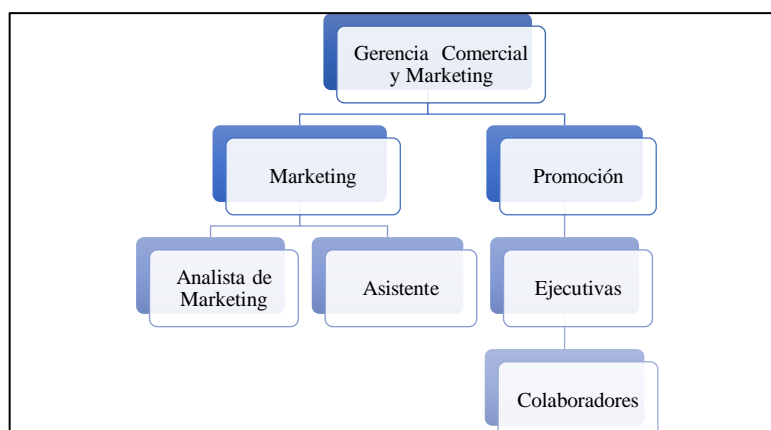 Gerencia Comercial
y Marketing
Marketing
Promoción
Analista de
Marketing
Asistente
Ejecutivas
Colaboradores